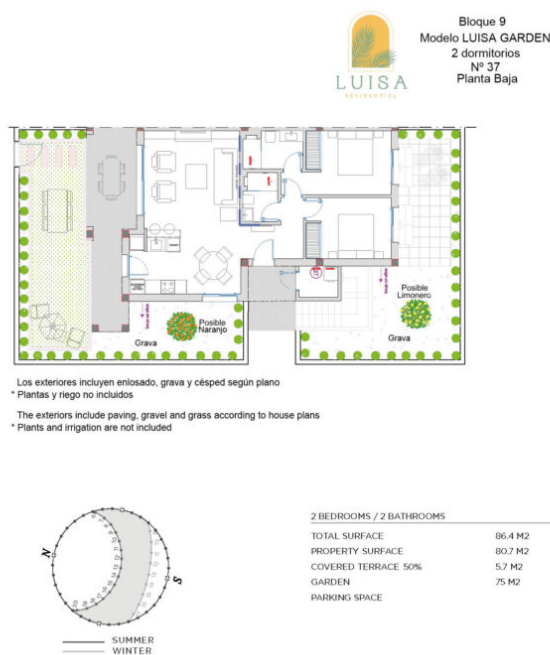 Bloque 9
Modelo LUISA GARDEN
2 dormitorios
Nº 37
Planta Baja
LUISA
RESIDENTIAL
Posible
Limonero
Posible
Naranjo
Grava
Grava
Los exteriores incluyen enlosado, grava y césped según plano
* Plantas y riego no incluidos
The exteriors include paving, gravel and grass according to house plans
* Plants and irrigation are not included
N
S
SUMMER
WINTER
2 BEDROOMS / 2 BATHROOMS
TOTAL SURFACE 86.4 M2
PROPERTY SURFACE 80.7 M2
COVERED TERRACE 50% 5.7 M2
GARDEN 75 M2
PARKING SPACE